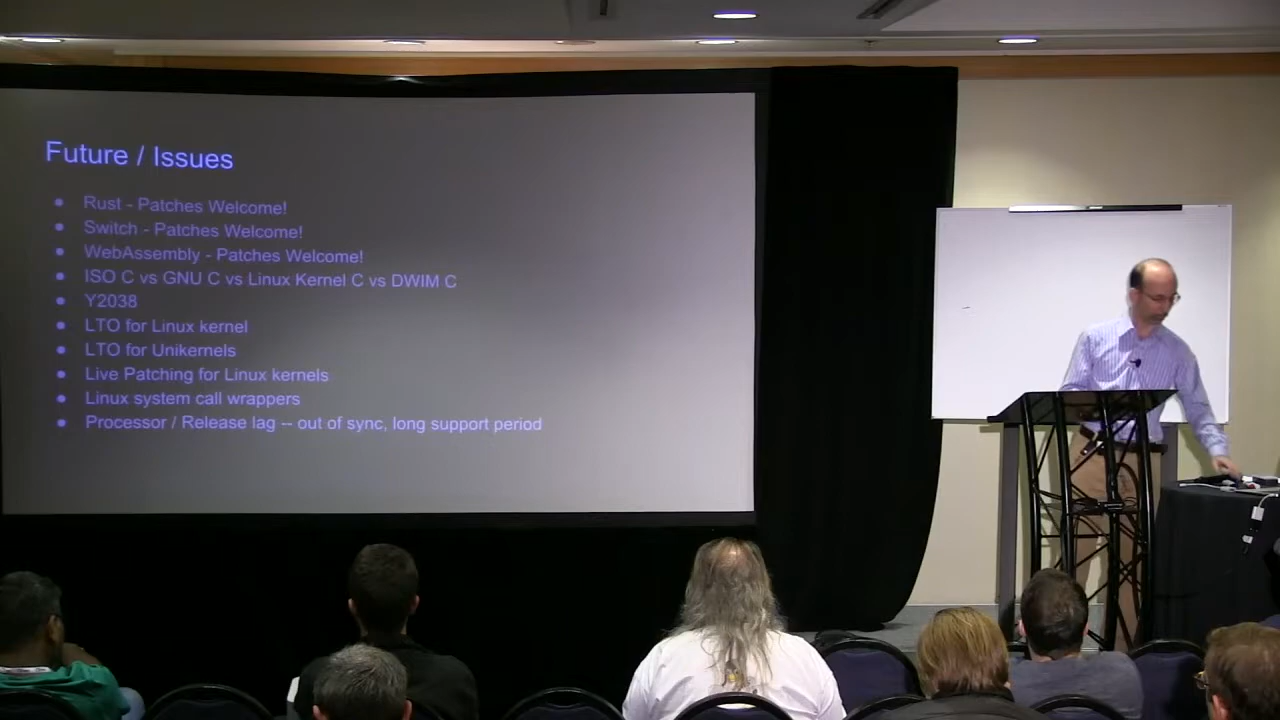 Future / Issues
● Rust - Patches Welcome!
● Switch - Patches Welcome!
● WebAssembly - Patches Welcome!
● ISO C vs GNU C vs Linux Kernel C vs DWIM C
● Y2038
● LTO for Linux kernel
● LTO for Unikernels
● Live Patching for Linux kernels
● Linux system call wrappers
● Processor / Release lag -- out of sync, long support period